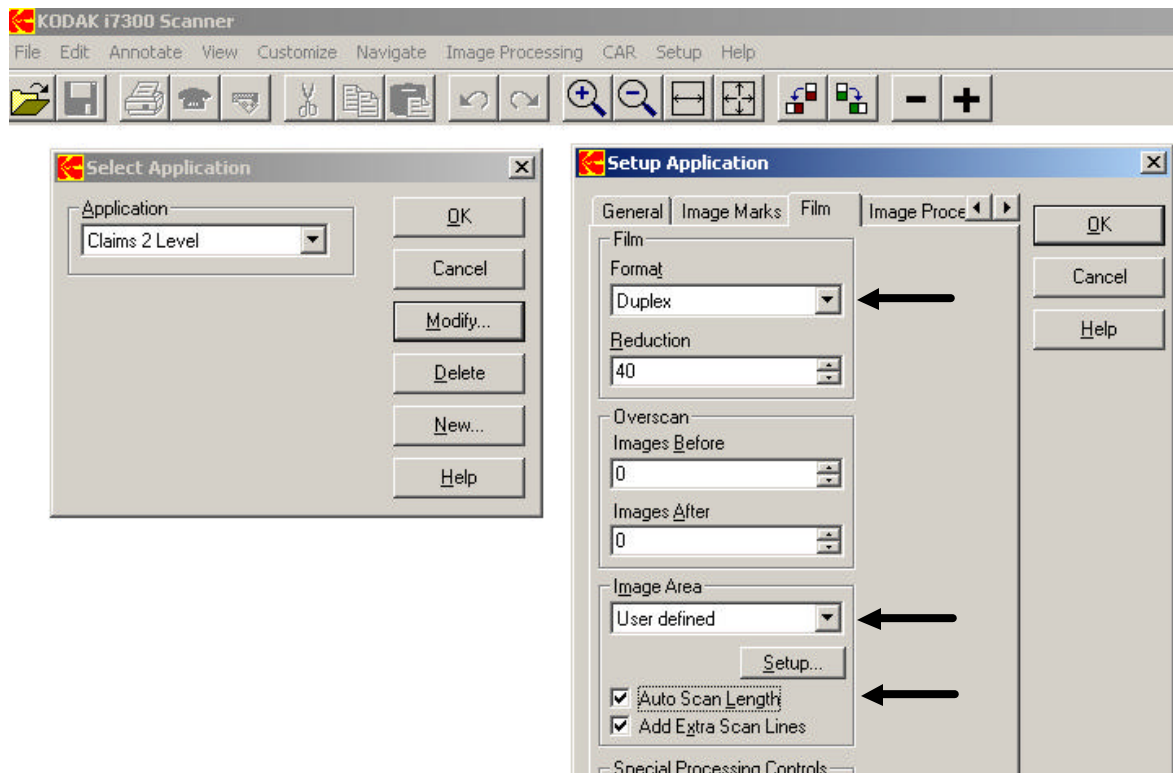 KODAK i7300 Scanner
File Edit Annotate View Customize Navigate Image Processing CAR Setup Help
Select Application
Application
Claims 2 Level
OK
Cancel
Modify...
Delete
New...
Help
Setup Application
General Image Marks Film Image Proce
Film
Format
Duplex
Reduction
40
Overscan
Images Before
0
Images After
0
Image Area
User defined
Setup...
Auto Scan Length
Add Extra Scan Lines
Special Processing Controls
OK
Cancel
Help